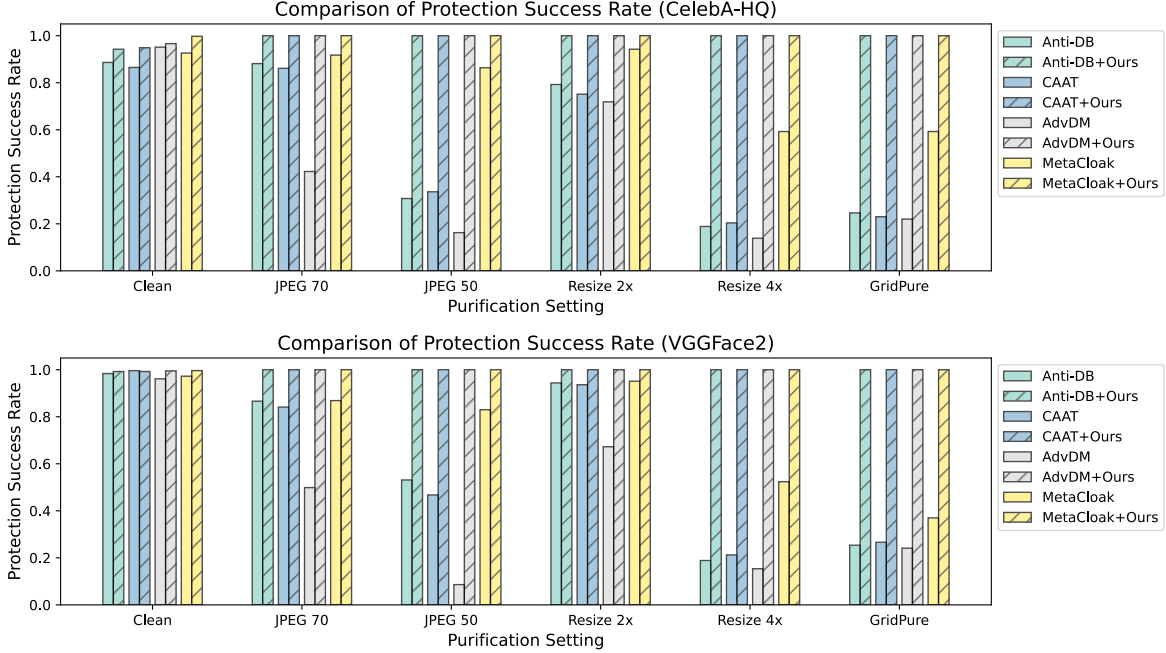 Comparison of Protection Success Rate (CelebA-HQ)
Protection Success Rate
1.0
0.8
0.6
0.4
0.2
0.0
Clean JPEG 70 JPEG 50 Resize 2x Resize 4x GridPure
Purification Setting
Anti-DB
Anti-DB+Ours
CAAT
CAAT+Ours
AdvDM
AdvDM+Ours
MetaCloak
MetaCloak+Ours
Comparison of Protection Success Rate (VGGFace2)
Protection Success Rate
1.0
0.8
0.6
0.4
0.2
0.0
Clean JPEG 70 JPEG 50 Resize 2x Resize 4x GridPure
Purification Setting
Anti-DB
Anti-DB+Ours
CAAT
CAAT+Ours
AdvDM
AdvDM+Ours
MetaCloak
MetaCloak+Ours